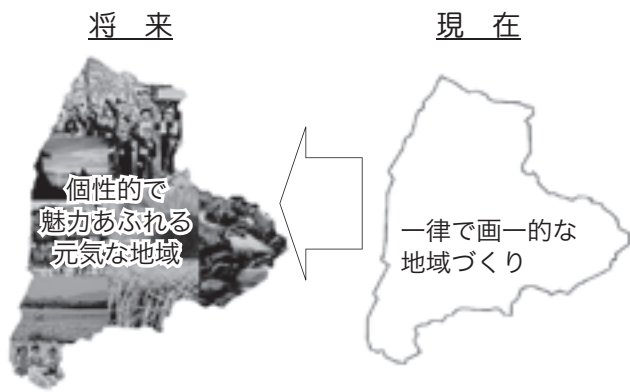 将　来
現　在
個性的で
魅力あふれる
元気な地域
一律で画一的な
地域づくり